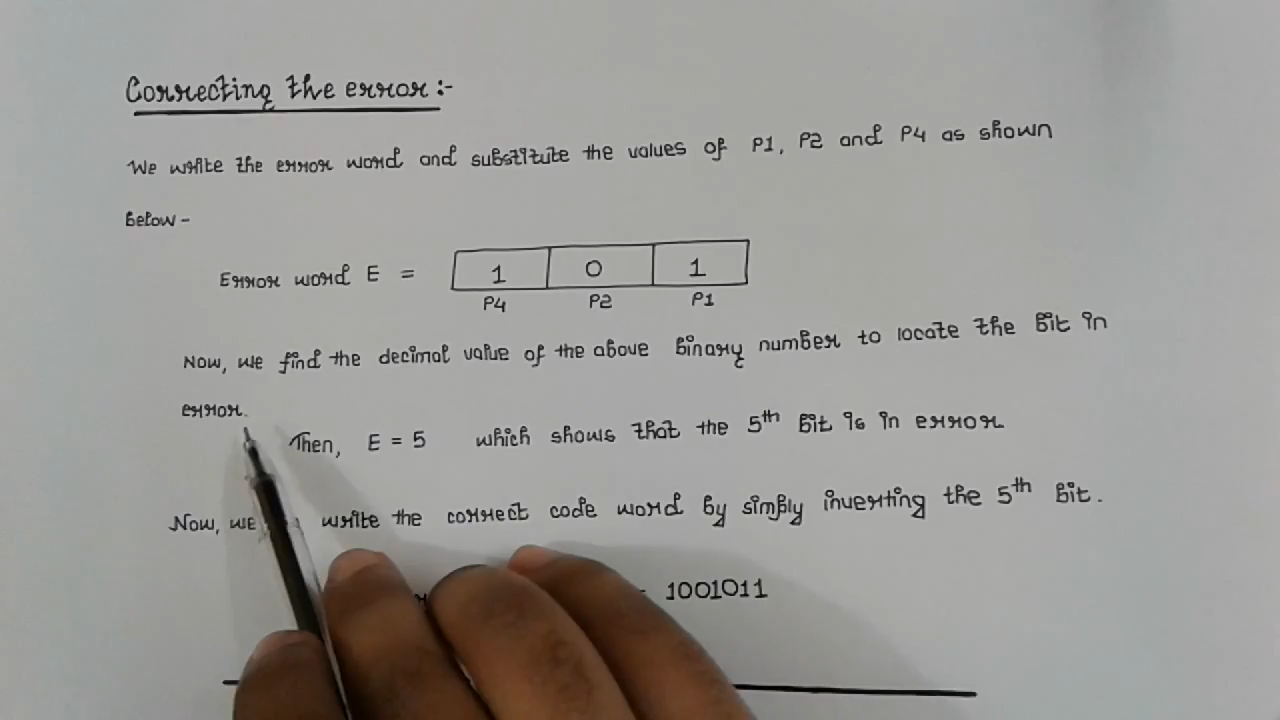 Correcting the error:-
We write the error word and substitute the values of P1, P2 and P4 as shown
below-
Error word E = 1 0 1
P4 P2 P1
Now, we find the decimal value of the above binary number to locate the bit in
error.
Then, E = 5 which shows that the 5th bit is in error
Now, we write the correct code word by simply inverting the 5th bit.
1001011